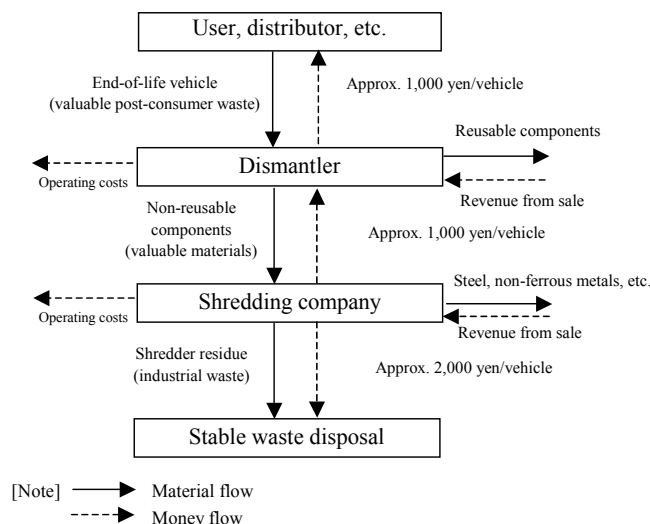 User, distributor, etc.
End-of-life vehicle
(valuable post-consumer waste)
Approx. 1,000 yen/vehicle
Reusable components
Dismantler
Operating costs
Revenue from sale
Non-reusable
components
(valuable materials)
Approx. 1,000 yen/vehicle
Steel, non-ferrous metals, etc.
Shredding company
Operating costs
Revenue from sale
Shredder residue
(industrial waste)
Approx. 2,000 yen/vehicle
Stable waste disposal
[Note] Material flow
Money flow